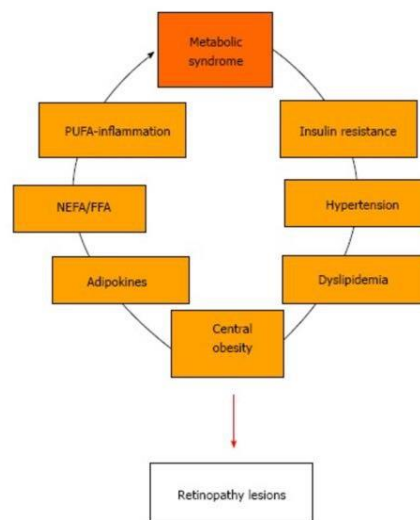 Metabolic
syndrome
PUFA-inflammation
Insulin resistance
NEFA/FFA
Hypertension
Adipokines
Dyslipidemia
Central
obesity
Retinopathy lesions